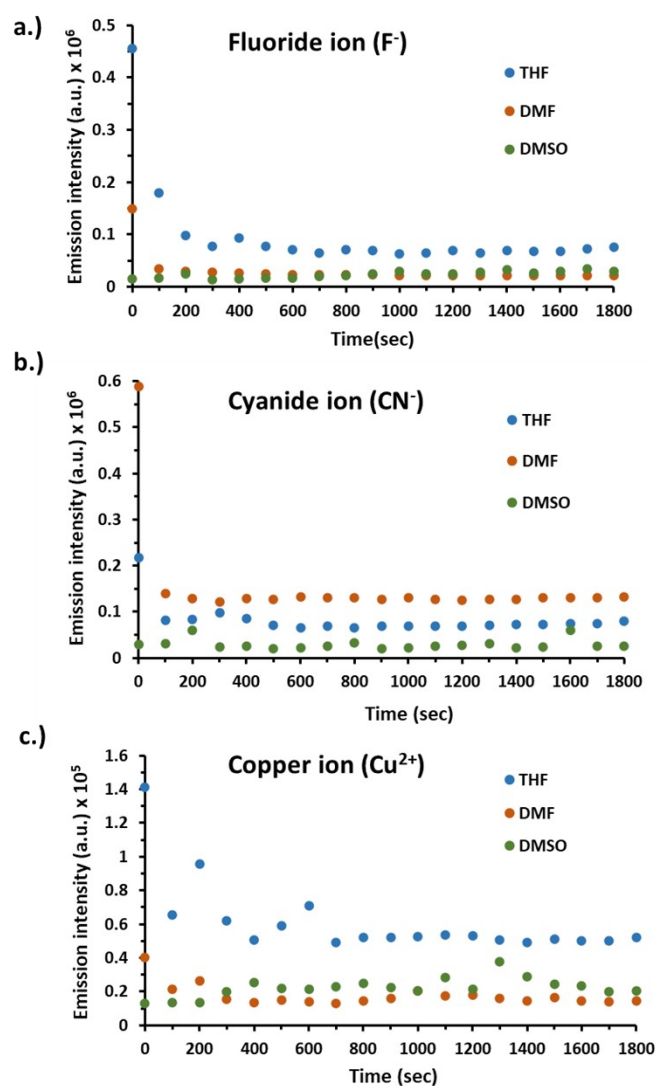 a.)
Fluoride ion (F⁻)
Emission intensity (a.u.) x 10⁶
0.5
0.4
0.3
0.2
0.1
0
THF
DMF
DMSO
0 200 400 600 800 1000 1200 1400 1600 1800
Time(sec)
b.)
Cyanide ion (CN⁻)
Emission intensity (a.u.) x 10⁶
0.6
0.5
0.4
0.3
0.2
0.1
0
THF
DMF
DMSO
0 200 400 600 800 1000 1200 1400 1600 1800
Time (sec)
c.)
Copper ion (Cu²⁺)
Emission intensity (a.u.) x 10⁵
1.6
1.4
1.2
1
0.8
0.6
0.4
0.2
0
THF
DMF
DMSO
0 200 400 600 800 1000 1200 1400 1600 1800
Time (sec)